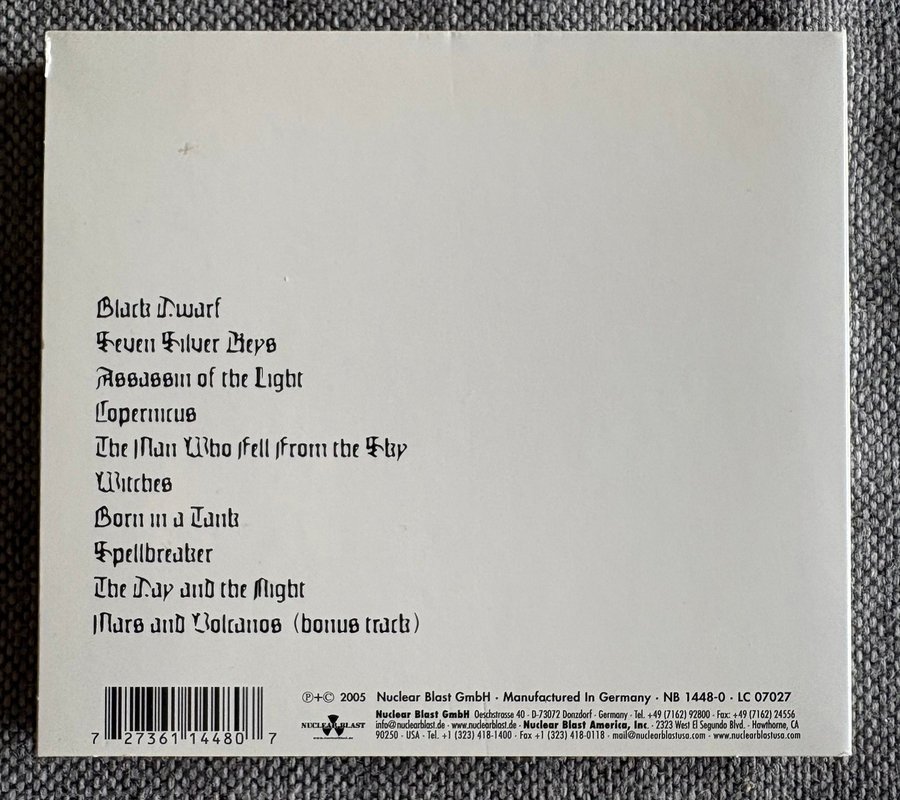 Black Dwarf
Seven Silver Keys
Assassin of the Light
Copernicus
The Man Who Fell From the Sky
Witches
Born in a Tank
Spellbreaker
The Day and the Night
Mars and Volcanos (bonus track)
℗+© 2005 Nuclear Blast GmbH · Manufactured In Germany · NB 1448-0 · LC 07027
Nuclear Blast GmbH Oeschstrasse 40 · D-73072 Donzdorf · Germany · Tel. +49 (7162) 92800 · Fax: +49 (7162) 24556
info@nuclearblast.de · www.nuclearblast.de · Nuclear Blast America, Inc. · 2323 West El Segundo Blvd. · Hawthorne, CA
90250 · USA · Tel. +1 (323) 418-1400 · Fax +1 (323) 418-0118 · mail@nuclearblastusa.com · www.nuclearblastusa.com
NUCLEAR BLAST
www.nuclearblast.de
7 27361 14480 7